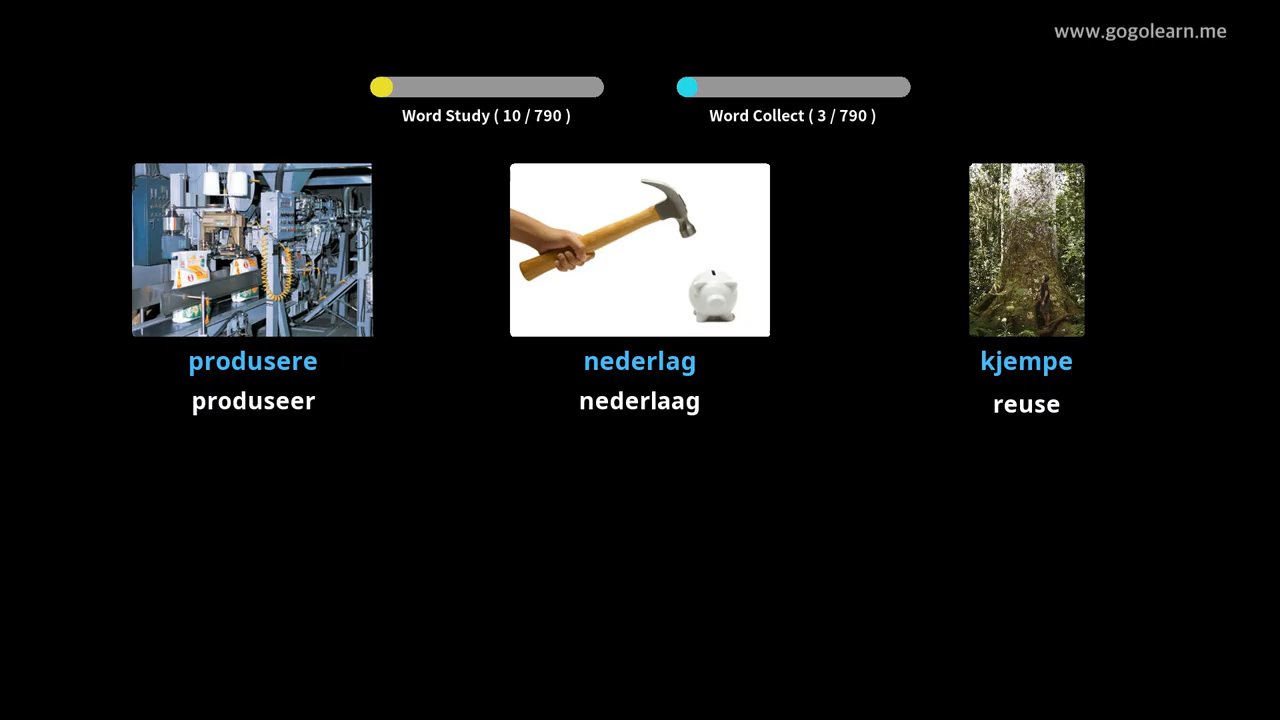 www.gogolearn.me
Word Study ( 10 / 790 )
Word Collect ( 3 / 790 )
produsere
nederlag
kjempe
produseer
nederlaag
reuse